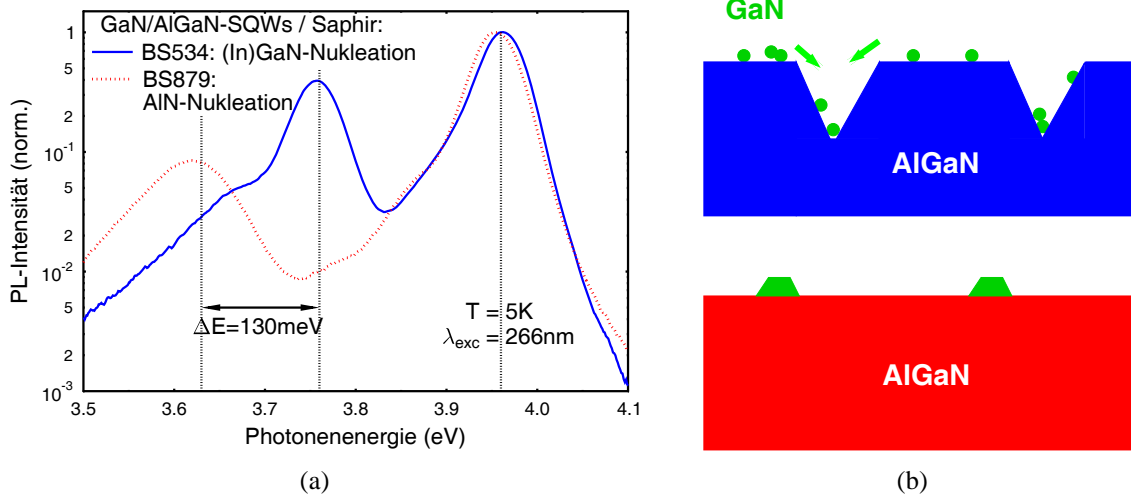 GaN/AlGaN-SQWs / Saphir:
BS534: (In)GaN-Nukleation
BS879:
AlN-Nukleation
PL-Intensität (norm.)
1
5
2
10-1
5
2
10-2
5
2
10-3
ΔE=130meV
T = 5K
λexc = 266nm
3.5 3.6 3.7 3.8 3.9 4.0 4.1
Photonenenergie (eV)
(a)
GaN
AlGaN
AlGaN
(b)